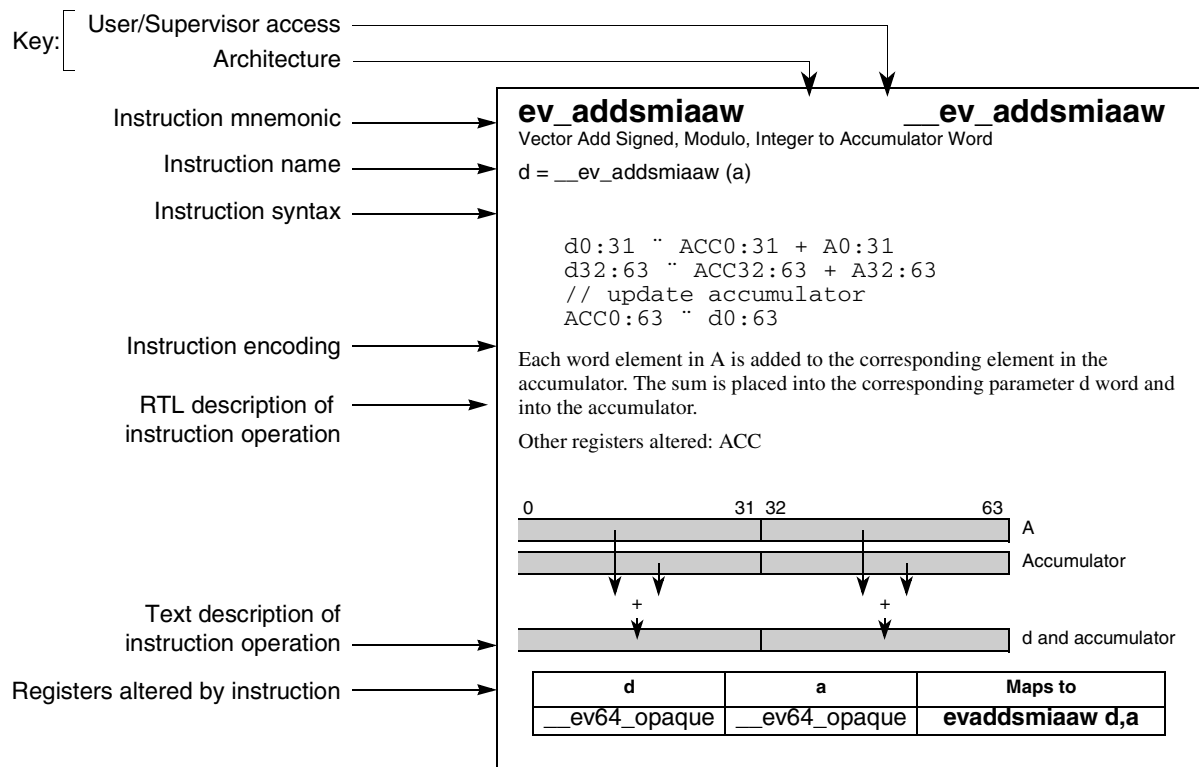 Key:
User/Supervisor access
Architecture
Instruction mnemonic
Instruction name
Instruction syntax
Instruction encoding
RTL description of
instruction operation
Text description of
instruction operation
Registers altered by instruction
ev_addsmiaaw __ev_addsmiaaw
Vector Add Signed, Modulo, Integer to Accumulator Word
d = __ev_addsmiaaw (a)
d0:31 ¨ ACC0:31 + A0:31
d32:63 ¨ ACC32:63 + A32:63
// update accumulator
ACC0:63 ¨ d0:63
Each word element in A is added to the corresponding element in the
accumulator. The sum is placed into the corresponding parameter d word and
into the accumulator.
Other registers altered: ACC
0 31 32 63
A
Accumulator
+ +
d and accumulator
d a Maps to
__ev64_opaque __ev64_opaque evaddsmiaaw d,a